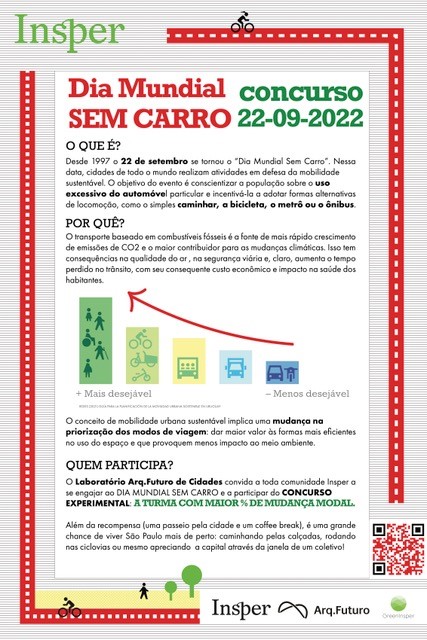 Insper
Dia Mundial concurso
SEM CARRO 22-09-2022
O QUE É?
Desde 1997 o 22 de setembro se tornou o "Dia Mundial Sem Carro". Nessa
data, cidades de todo o mundo realizam atividades em defesa da mobilidade
sustentável. O objetivo do evento é conscientizar a população sobre o uso
excessivo do automóvel particular e incentivá-la a adotar formas alternativas
de locomoção, como o simples caminhar, a bicicleta, o metrô ou o ônibus.
POR QUÊ?
O transporte baseado em combustíveis fósseis é a fonte de mais rápido crescimento
de emissões de CO2 e o maior contribuidor para as mudanças climáticas. Isso tem
consequências na qualidade do ar , na segurança viária e, claro, aumenta o tempo
perdido no trânsito, com seu consequente custo econômico e impacto na saúde dos
habitantes.
+ Mais desejável – Menos desejável
O conceito de mobilidade urbana sustentável implica uma mudança na
priorização dos modos de viagem: dar maior valor às formas mais eficientes
no uso do espaço e que provoquem menos impacto ao meio ambiente.
QUEM PARTICIPA?
O Laboratório Arq.Futuro de Cidades convida a toda comunidade Insper a
se engajar ao DIA MUNDIAL SEM CARRO e a participar do CONCURSO
EXPERIMENTAL: A TURMA COM MAIOR % DE MUDANÇA MODAL.
Além da recompensa (uma passeio pela cidade e um coffee break), é uma grande
chance de viver São Paulo mais de perto: caminhando pelas calçadas, rodando
nas ciclovias ou mesmo apreciando a capital através da janela de um coletivo!
Insper Arq.Futuro GreenInsper